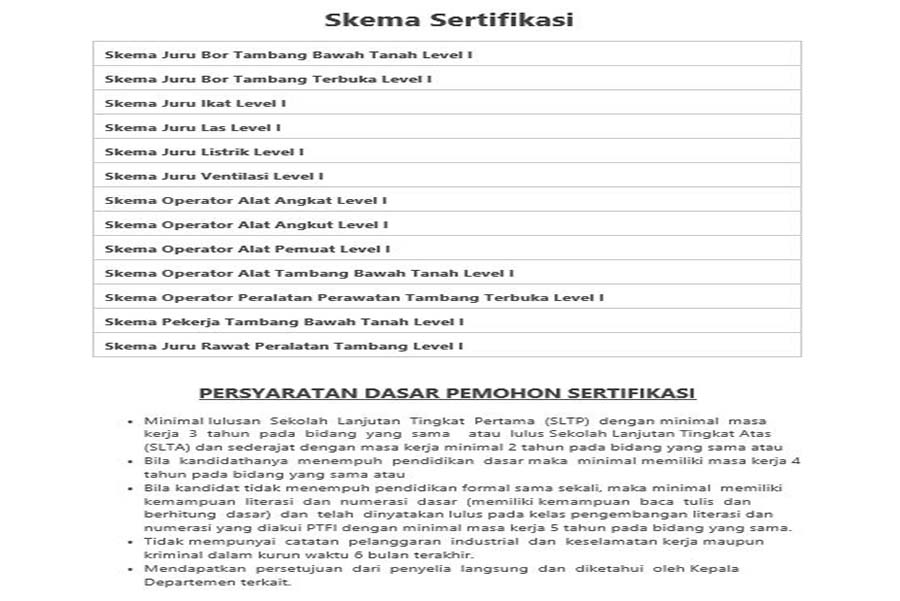 Skema Sertifikasi
Skema Juru Bor Tambang Bawah Tanah Level I
Skema Juru Bor Tambang Terbuka Level I
Skema Juru Ikat Level I
Skema Juru Las Level I
Skema Juru Listrik Level I
Skema Juru Ventilasi Level I
Skema Operator Alat Angkat Level I
Skema Operator Alat Angkut Level I
Skema Operator Alat Pemuat Level I
Skema Operator Alat Tambang Bawah Tanah Level I
Skema Operator Peralatan Perawatan Tambang Terbuka Level I
Skema Pekerja Tambang Bawah Tanah Level I
Skema Juru Rawat Peralatan Tambang Level I
PERSYARATAN DASAR PEMOHON SERTIFIKASI
• Minimal lulusan Sekolah Lanjutan Tingkat Pertama (SLTP) dengan minimal masa
kerja 3 tahun pada bidang yang sama atau lulus Sekolah Lanjutan Tingkat Atas
(SLTA) dan sederajat dengan masa kerja minimal 2 tahun pada bidang yang sama atau
• Bila kandidathanya menempuh pendidikan dasar maka minimal memiliki masa kerja 4
tahun pada bidang yang sama atau
• Bila kandidat tidak menempuh pendidikan formal sama sekali, maka minimal memiliki
kemampuan literasi dan numerasi dasar (memiliki kemampuan baca tulis dan
berhitung dasar) dan telah dinyatakan lulus pada kelas pengembangan literasi dan
numerasi yang diakui PTFI dengan minimal masa kerja 5 tahun pada bidang yang sama.
• Tidak mempunyai catatan pelanggaran industrial dan keselamatan kerja maupun
kriminal dalam kurun waktu 6 bulan terakhir.
• Mendapatkan persetujuan dari penyelia langsung dan diketahui oleh Kepala
Departemen terkait.